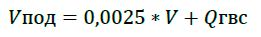 Vпод = 0,0025 * V + Qгвс